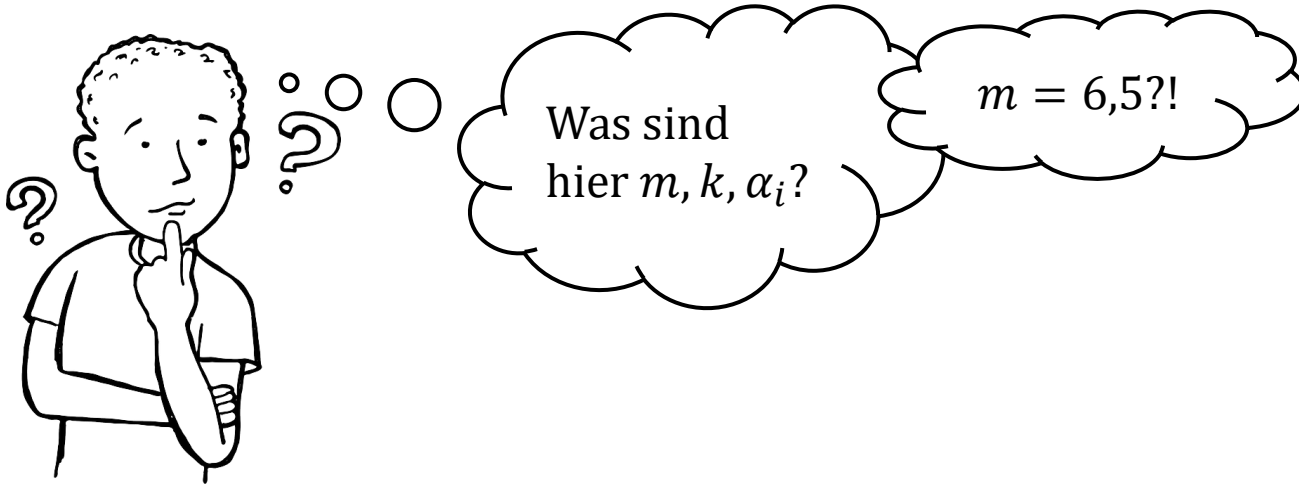 ?
?
Was sind
hier m, k, αᵢ?
m = 6,5?!